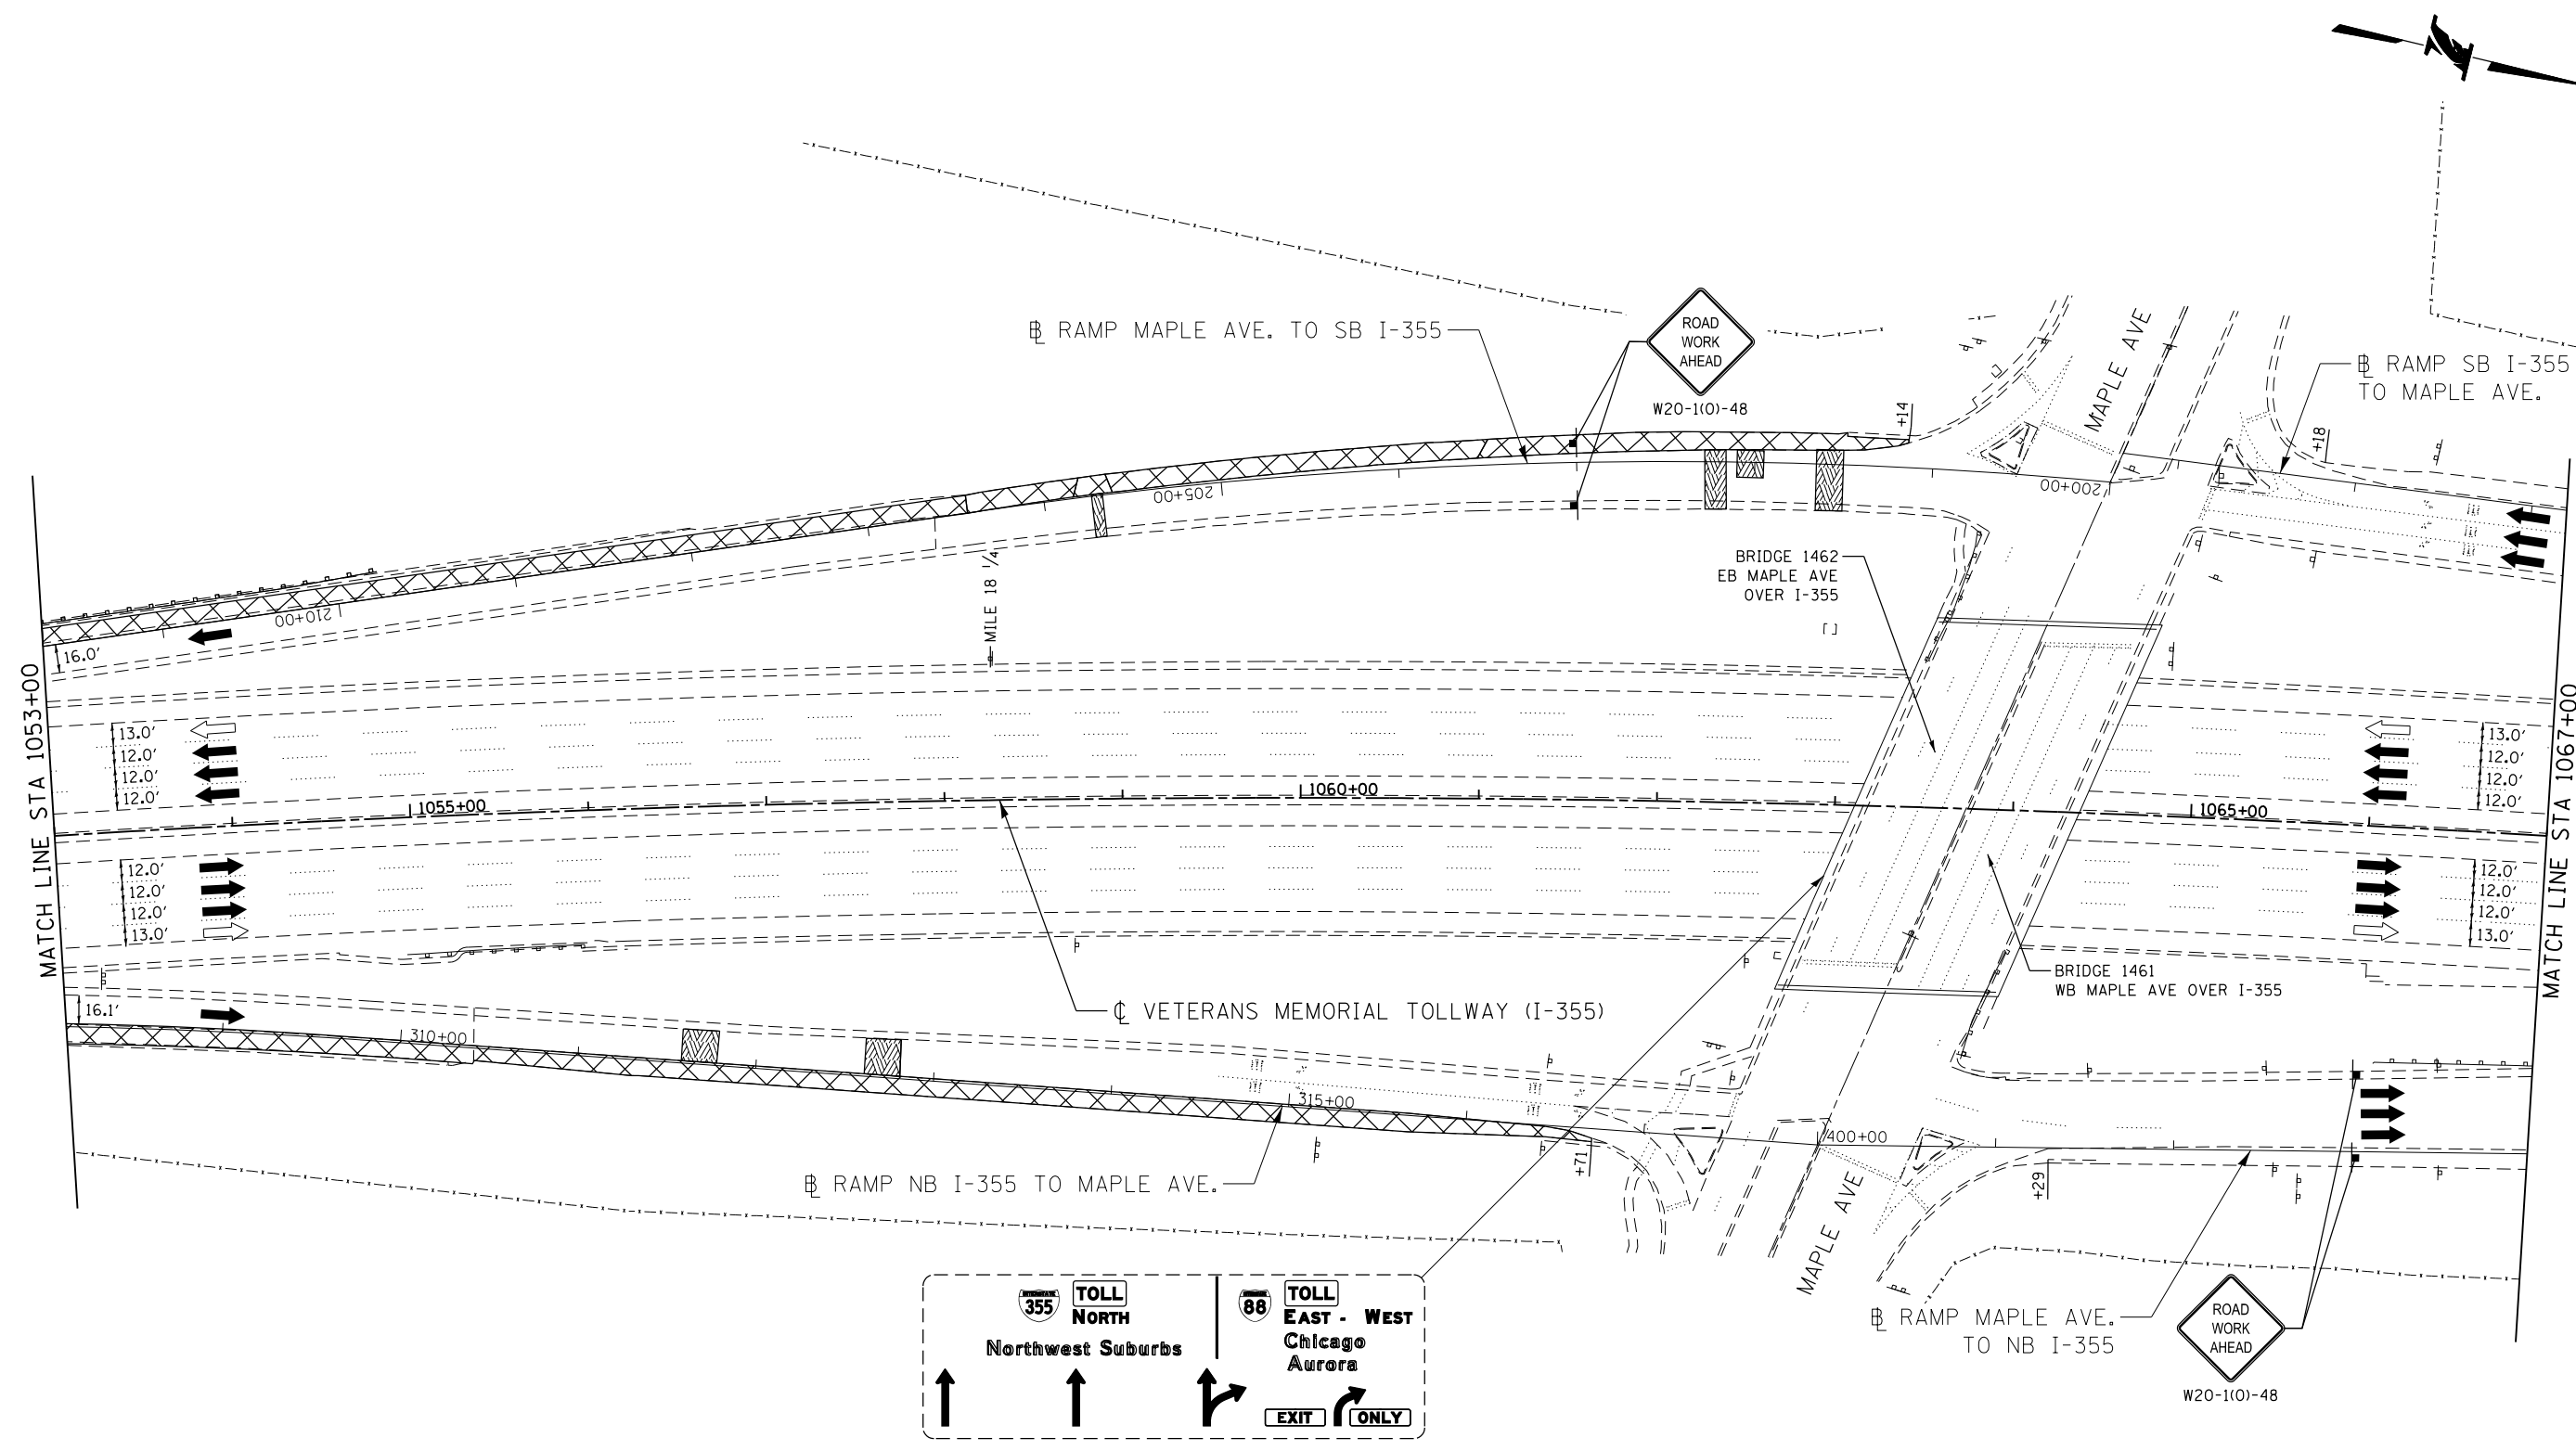 ROAD
WORK
AHEAD
W20-1(O)-48
℄ RAMP MAPLE AVE. TO SB I-355
MAPLE AVE
+14
+18
℄ RAMP SB I-355
TO MAPLE AVE.
205+00
200+00
210+00
MILE 18 1/4
BRIDGE 1462
EB MAPLE AVE
OVER I-355
16.0'
MATCH LINE STA 1053+00
13.0'
12.0'
12.0'
12.0'
1055+00
1060+00
1065+00
13.0'
12.0'
12.0'
12.0'
MATCH LINE STA 1067+00
12.0'
12.0'
12.0'
13.0'
12.0'
12.0'
12.0'
13.0'
BRIDGE 1461
WB MAPLE AVE OVER I-355
16.1'
℄ VETERANS MEMORIAL TOLLWAY (I-355)
310+00
315+00
400+00
+71
+29
℄ RAMP NB I-355 TO MAPLE AVE.
MAPLE AVE
INTERSTATE
355
TOLL
NORTH
Northwest Suburbs
INTERSTATE
88
TOLL
EAST - WEST
Chicago
Aurora
EXIT ONLY
℄ RAMP MAPLE AVE.
TO NB I-355
ROAD
WORK
AHEAD
W20-1(O)-48